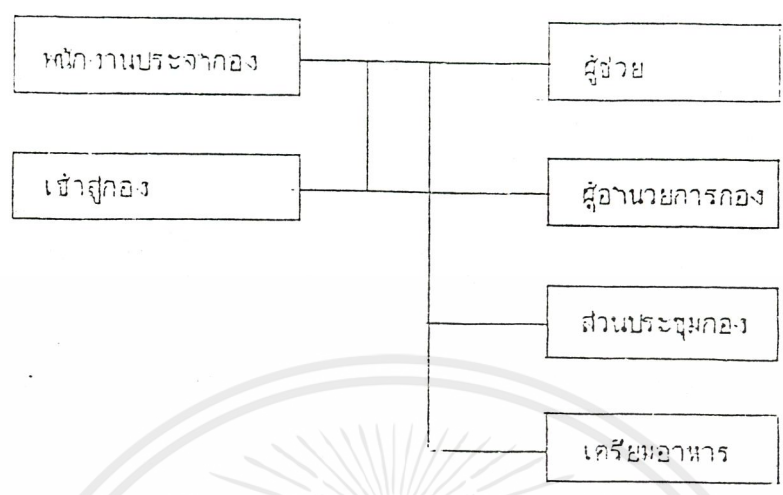 พนักงานประจำกอง
ผู้ช่วย
เข้าสู่กอง
ผู้อำนวยการกอง
ส่วนประชุมกอง
เตรียมอาหาร